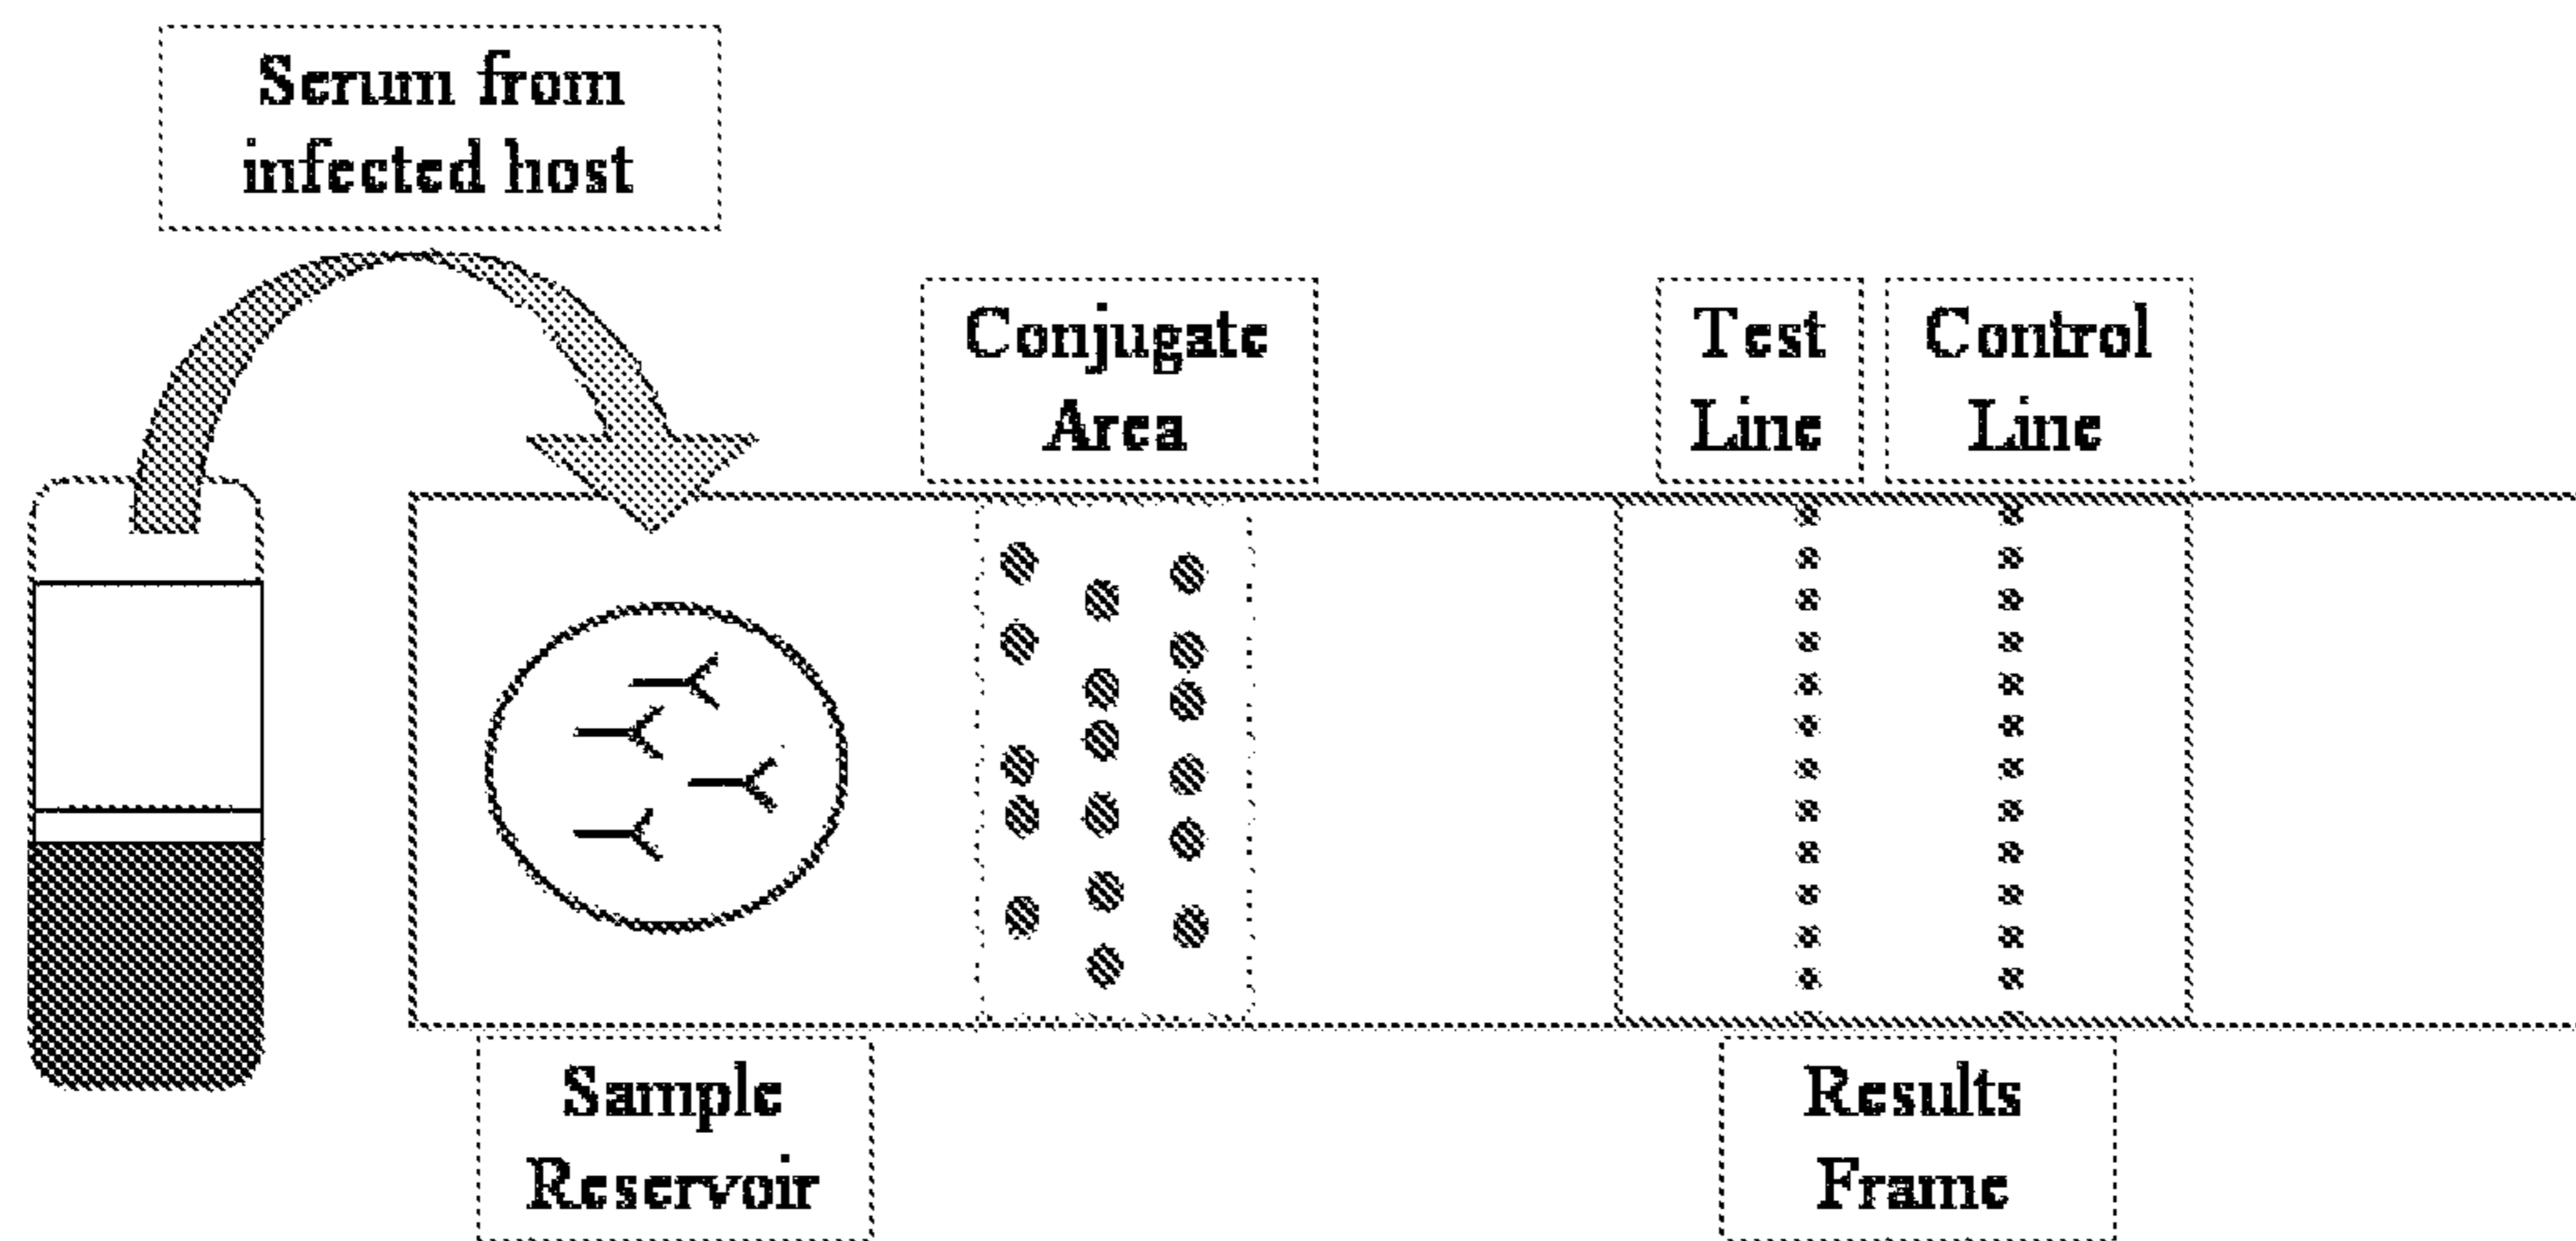 Serum from
infected host
Conjugate
Area
Test
Line
Control
Line
Sample
Reservoir
Results
Frame